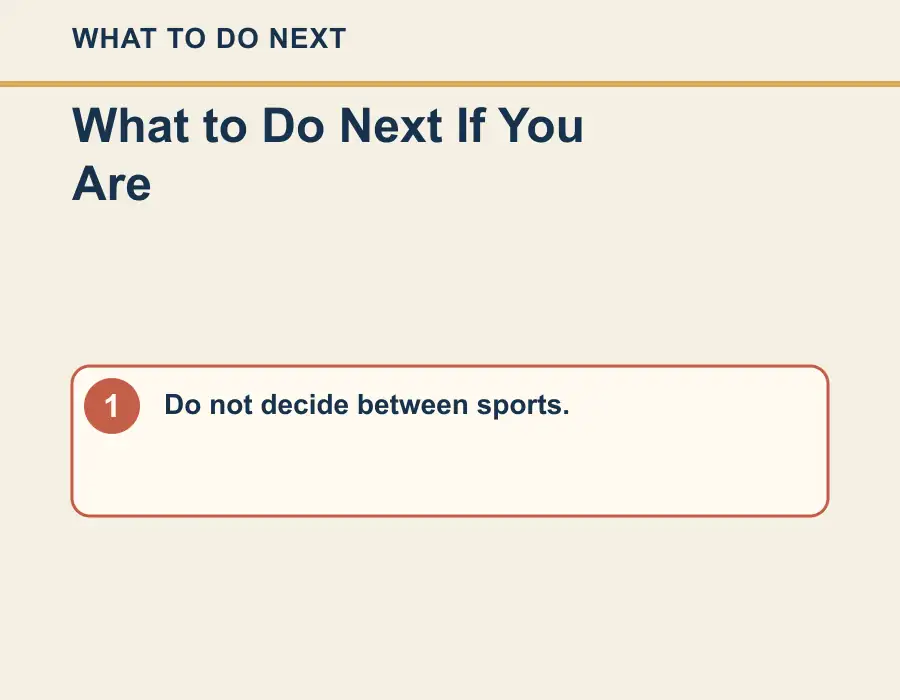 WHAT TO DO NEXT
What to Do Next If You
Are
1 Do not decide between sports.